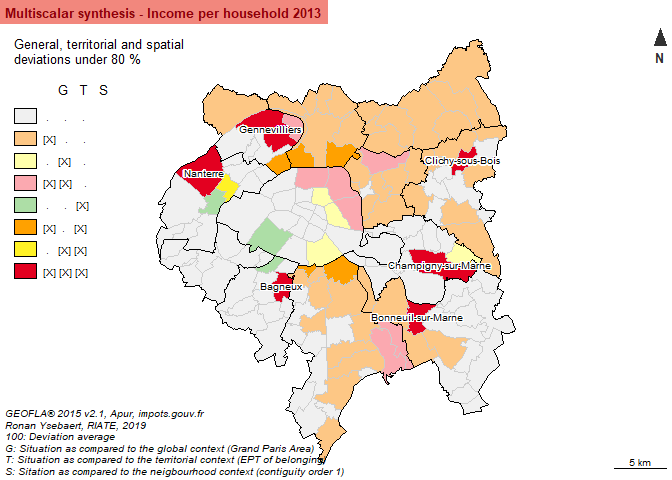 Multiscalar synthesis - Income per household 2013
General, territorial and spatial
deviations under 80 %
G T S
. . .
[X] . .
. [X] .
[X] [X] .
. . [X]
[X] . [X]
. [X] [X]
[X] [X] [X]
N
Gennevilliers
Clichy-sous-Bois
Nanterre
Champigny-sur-Marne
Bagneux
Bonneuil-sur-Marne
GEOFLA® 2015 v2.1, Apur, impots.gouv.fr
Ronan Ysebaert, RIATE, 2019
100: Deviation average
G: Situation as compared to the global context (Grand Paris Area)
T: Situation as compared to the territorial context (EPT of belonging)
S: Sitation as compared to the neigbourhood context (contiguity order 1)
5 km